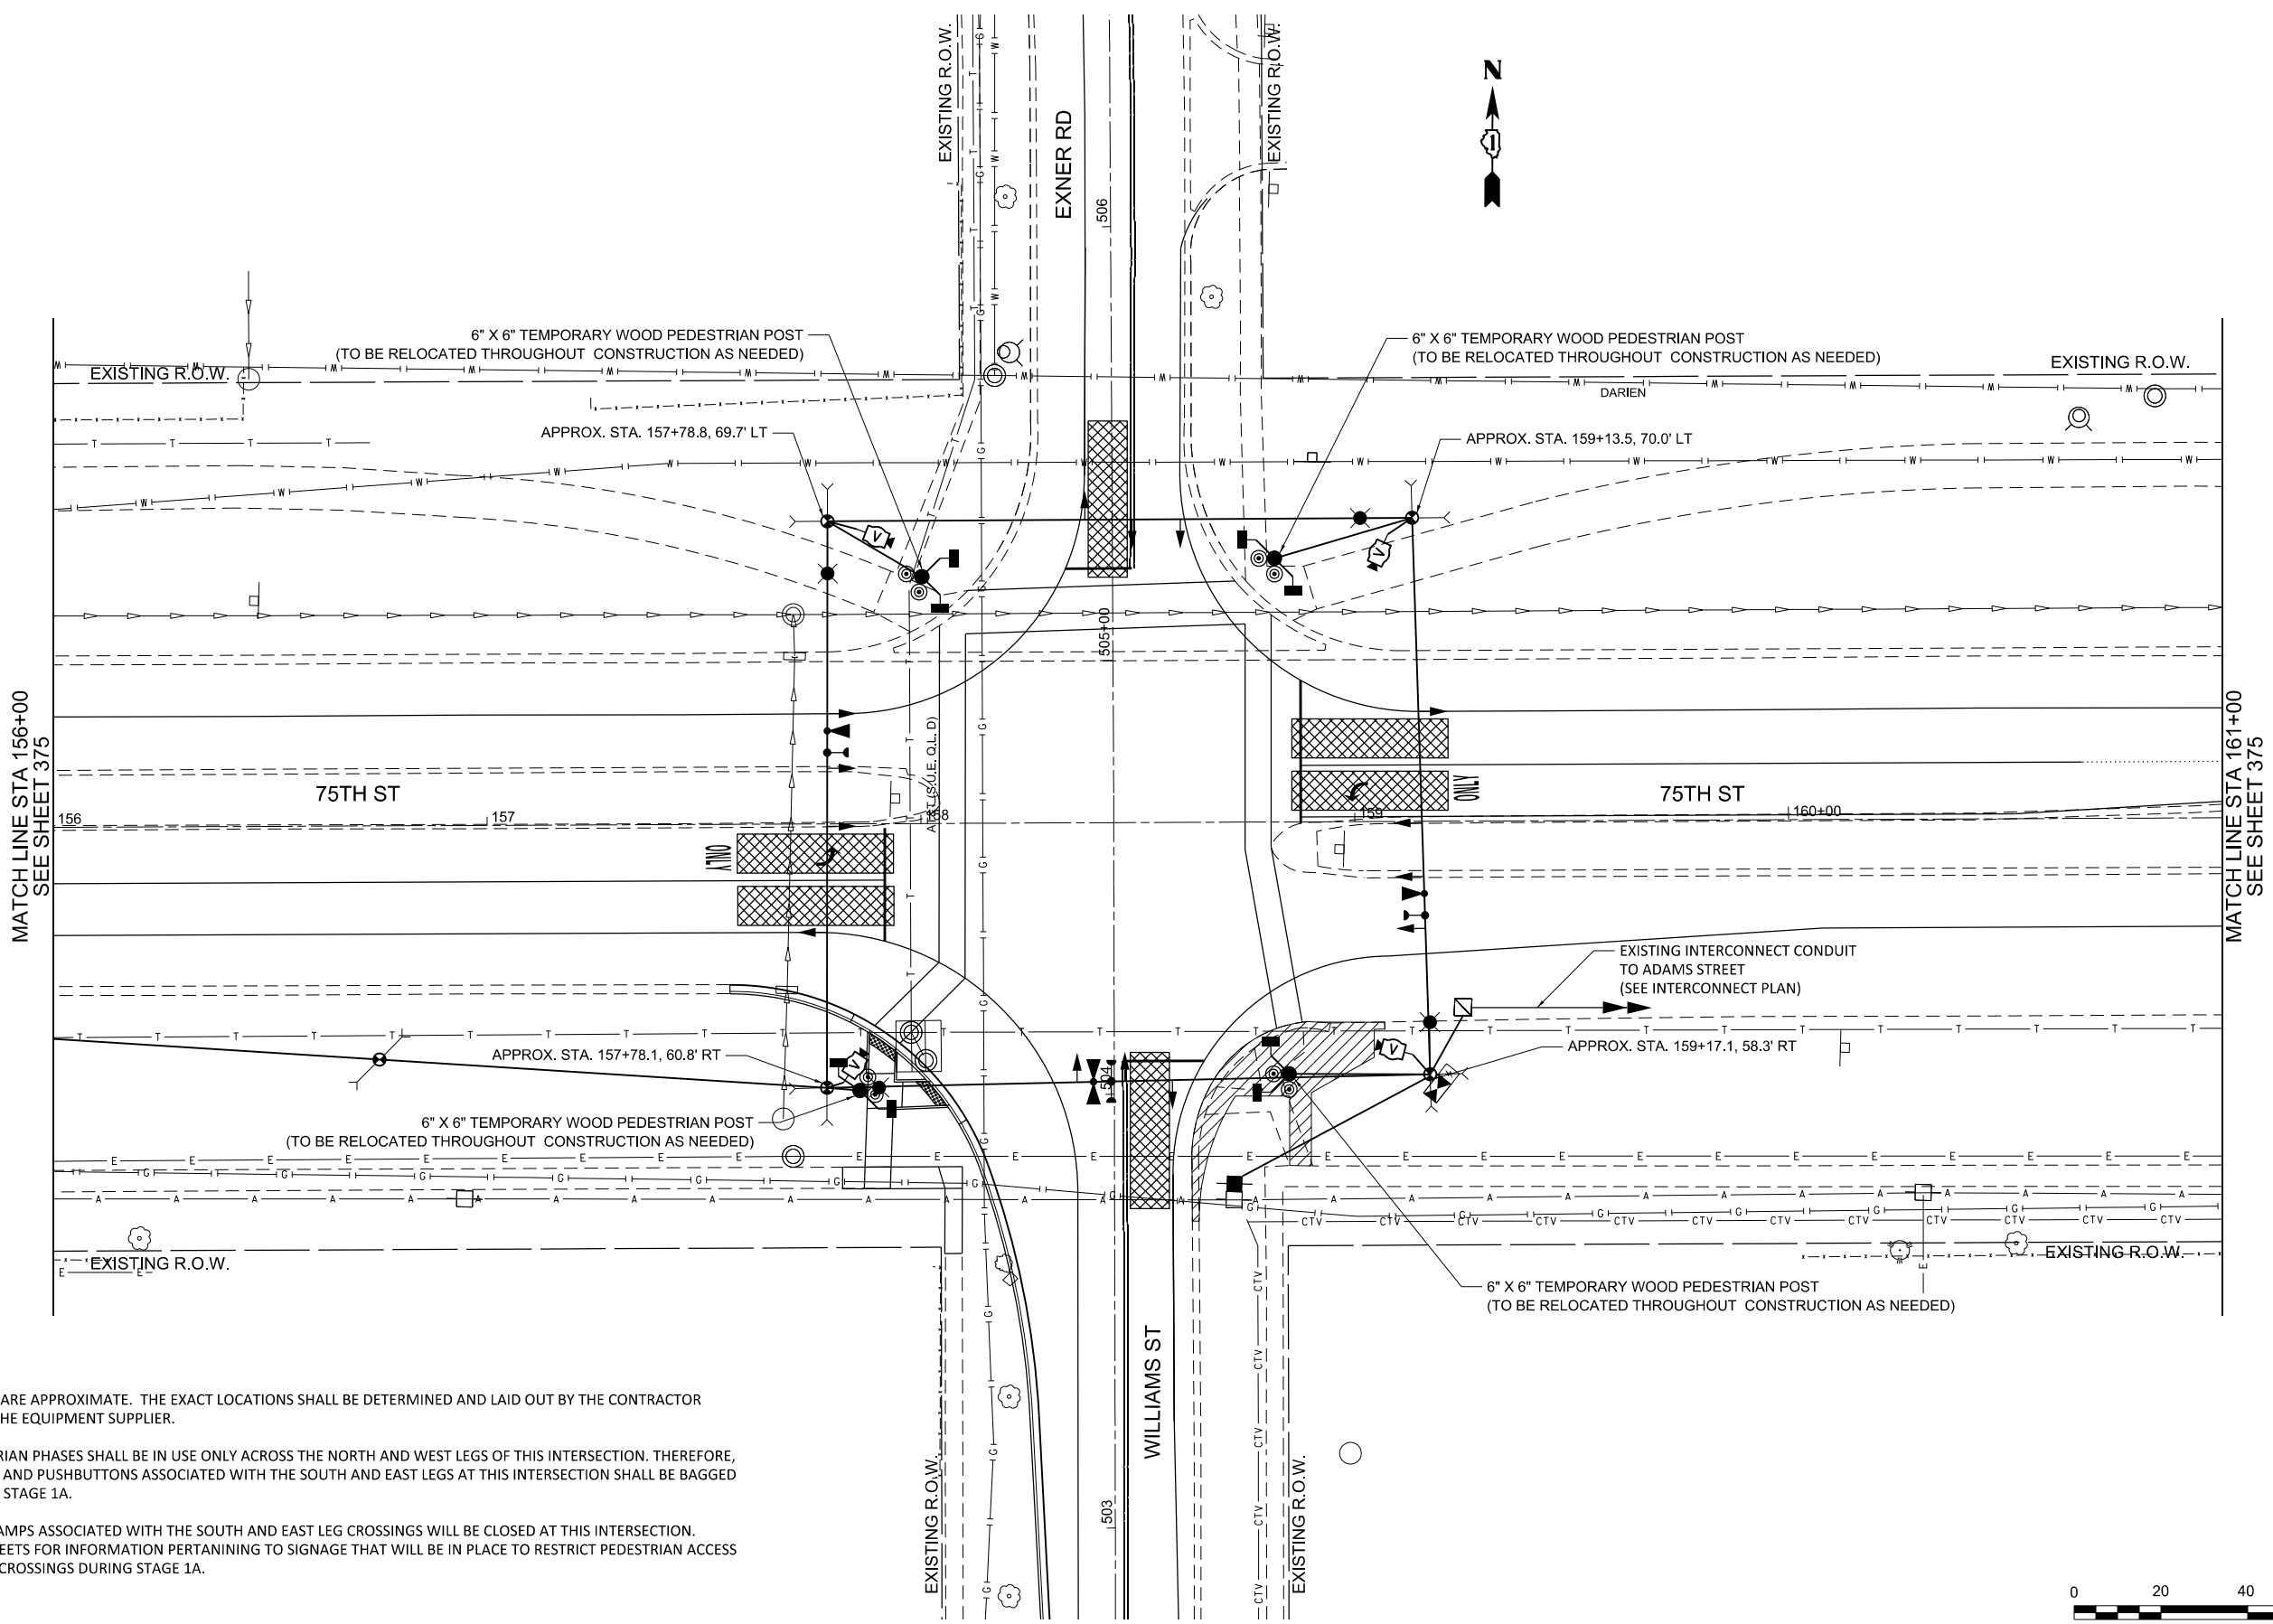 EXISTING R.O.W.
EXNER RD
506
EXISTING R.O.W.
N
6" X 6" TEMPORARY WOOD PEDESTRIAN POST
(TO BE RELOCATED THROUGHOUT CONSTRUCTION AS NEEDED)
6" X 6" TEMPORARY WOOD PEDESTRIAN POST
(TO BE RELOCATED THROUGHOUT CONSTRUCTION AS NEEDED)
EXISTING R.O.W.
EXISTING R.O.W.
DARIEN
APPROX. STA. 157+78.8, 69.7' LT
APPROX. STA. 159+13.5, 70.0' LT
505+00
MATCH LINE STA 156+00
SEE SHEET 375
75TH ST
156
157
158
AT&T (S.U.E. Q.L. D)
ONLY
ONLY
75TH ST
159
160+00
MATCH LINE STA 161+00
SEE SHEET 375
EXISTING INTERCONNECT CONDUIT
TO ADAMS STREET
(SEE INTERCONNECT PLAN)
APPROX. STA. 157+78.1, 60.8' RT
APPROX. STA. 159+17.1, 58.3' RT
504
6" X 6" TEMPORARY WOOD PEDESTRIAN POST
(TO BE RELOCATED THROUGHOUT CONSTRUCTION AS NEEDED)
EXISTING R.O.W.
EXISTING R.O.W.
6" X 6" TEMPORARY WOOD PEDESTRIAN POST
(TO BE RELOCATED THROUGHOUT CONSTRUCTION AS NEEDED)
WILLIAMS ST
503
EXISTING R.O.W.
EXISTING R.O.W.
ARE APPROXIMATE. THE EXACT LOCATIONS SHALL BE DETERMINED AND LAID OUT BY THE CONTRACTOR
HE EQUIPMENT SUPPLIER.
RIAN PHASES SHALL BE IN USE ONLY ACROSS THE NORTH AND WEST LEGS OF THIS INTERSECTION. THEREFORE,
AND PUSHBUTTONS ASSOCIATED WITH THE SOUTH AND EAST LEGS AT THIS INTERSECTION SHALL BE BAGGED
STAGE 1A.
AMPS ASSOCIATED WITH THE SOUTH AND EAST LEG CROSSINGS WILL BE CLOSED AT THIS INTERSECTION.
EETS FOR INFORMATION PERTANINING TO SIGNAGE THAT WILL BE IN PLACE TO RESTRICT PEDESTRIAN ACCESS
CROSSINGS DURING STAGE 1A.
0 20 40